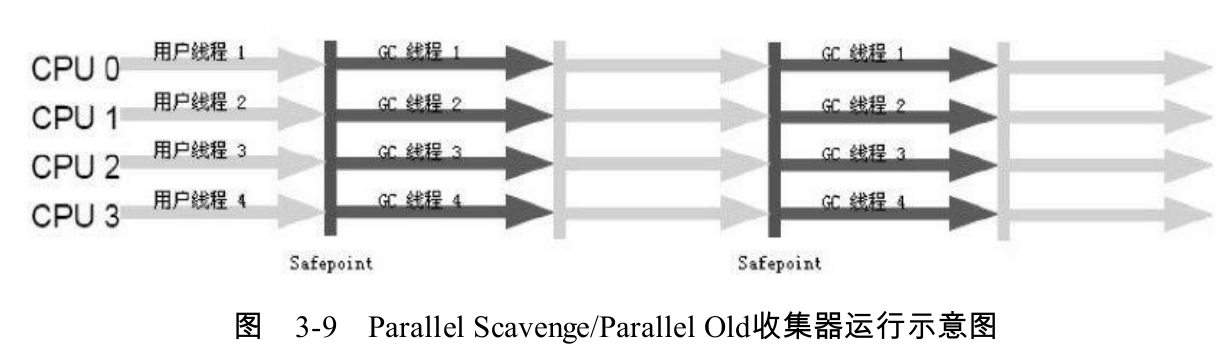 CPU 0 用户线程 1 GC 线程 1 GC 线程 1
CPU 1 用户线程 2 GC 线程 2 GC 线程 2
CPU 2 用户线程 3 GC 线程 3 GC 线程 3
CPU 3 用户线程 4 GC 线程 4 GC 线程 4
Safepoint Safepoint
图 3-9 Parallel Scavenge/Parallel Old收集器运行示意图